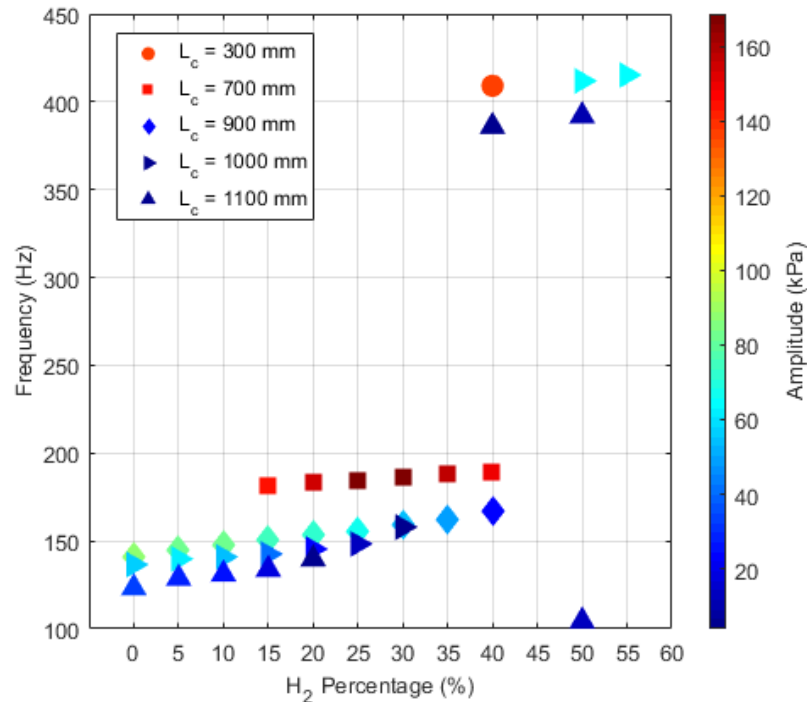 450
400
350
300
250
200
150
100
Frequency (Hz)
L_c = 300 mm
L_c = 700 mm
L_c = 900 mm
L_c = 1000 mm
L_c = 1100 mm
0 5 10 15 20 25 30 35 40 45 50 55 60
H_2 Percentage (%)
160
140
120
100
80
60
40
20
Amplitude (kPa)